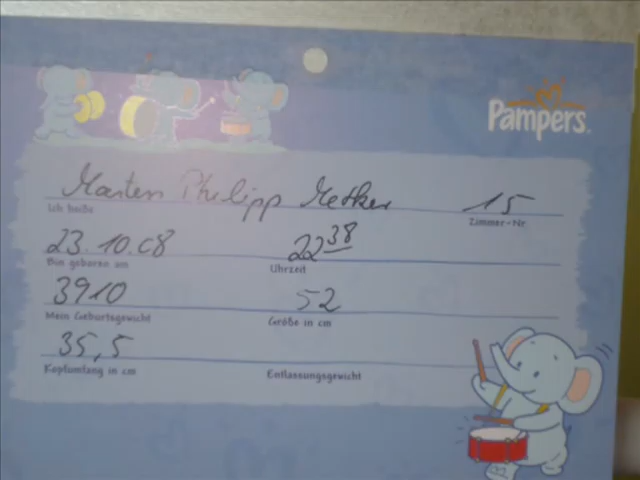 Pampers
Marten Philipp Metker 15
Ich heiße Zimmer-Nr.
23.10.08 22 38
Bin geboren am Uhrzeit
3910 52
Mein Geburtsgewicht Größe in cm
35,5
Kopfumfang in cm Entlassungsgewicht